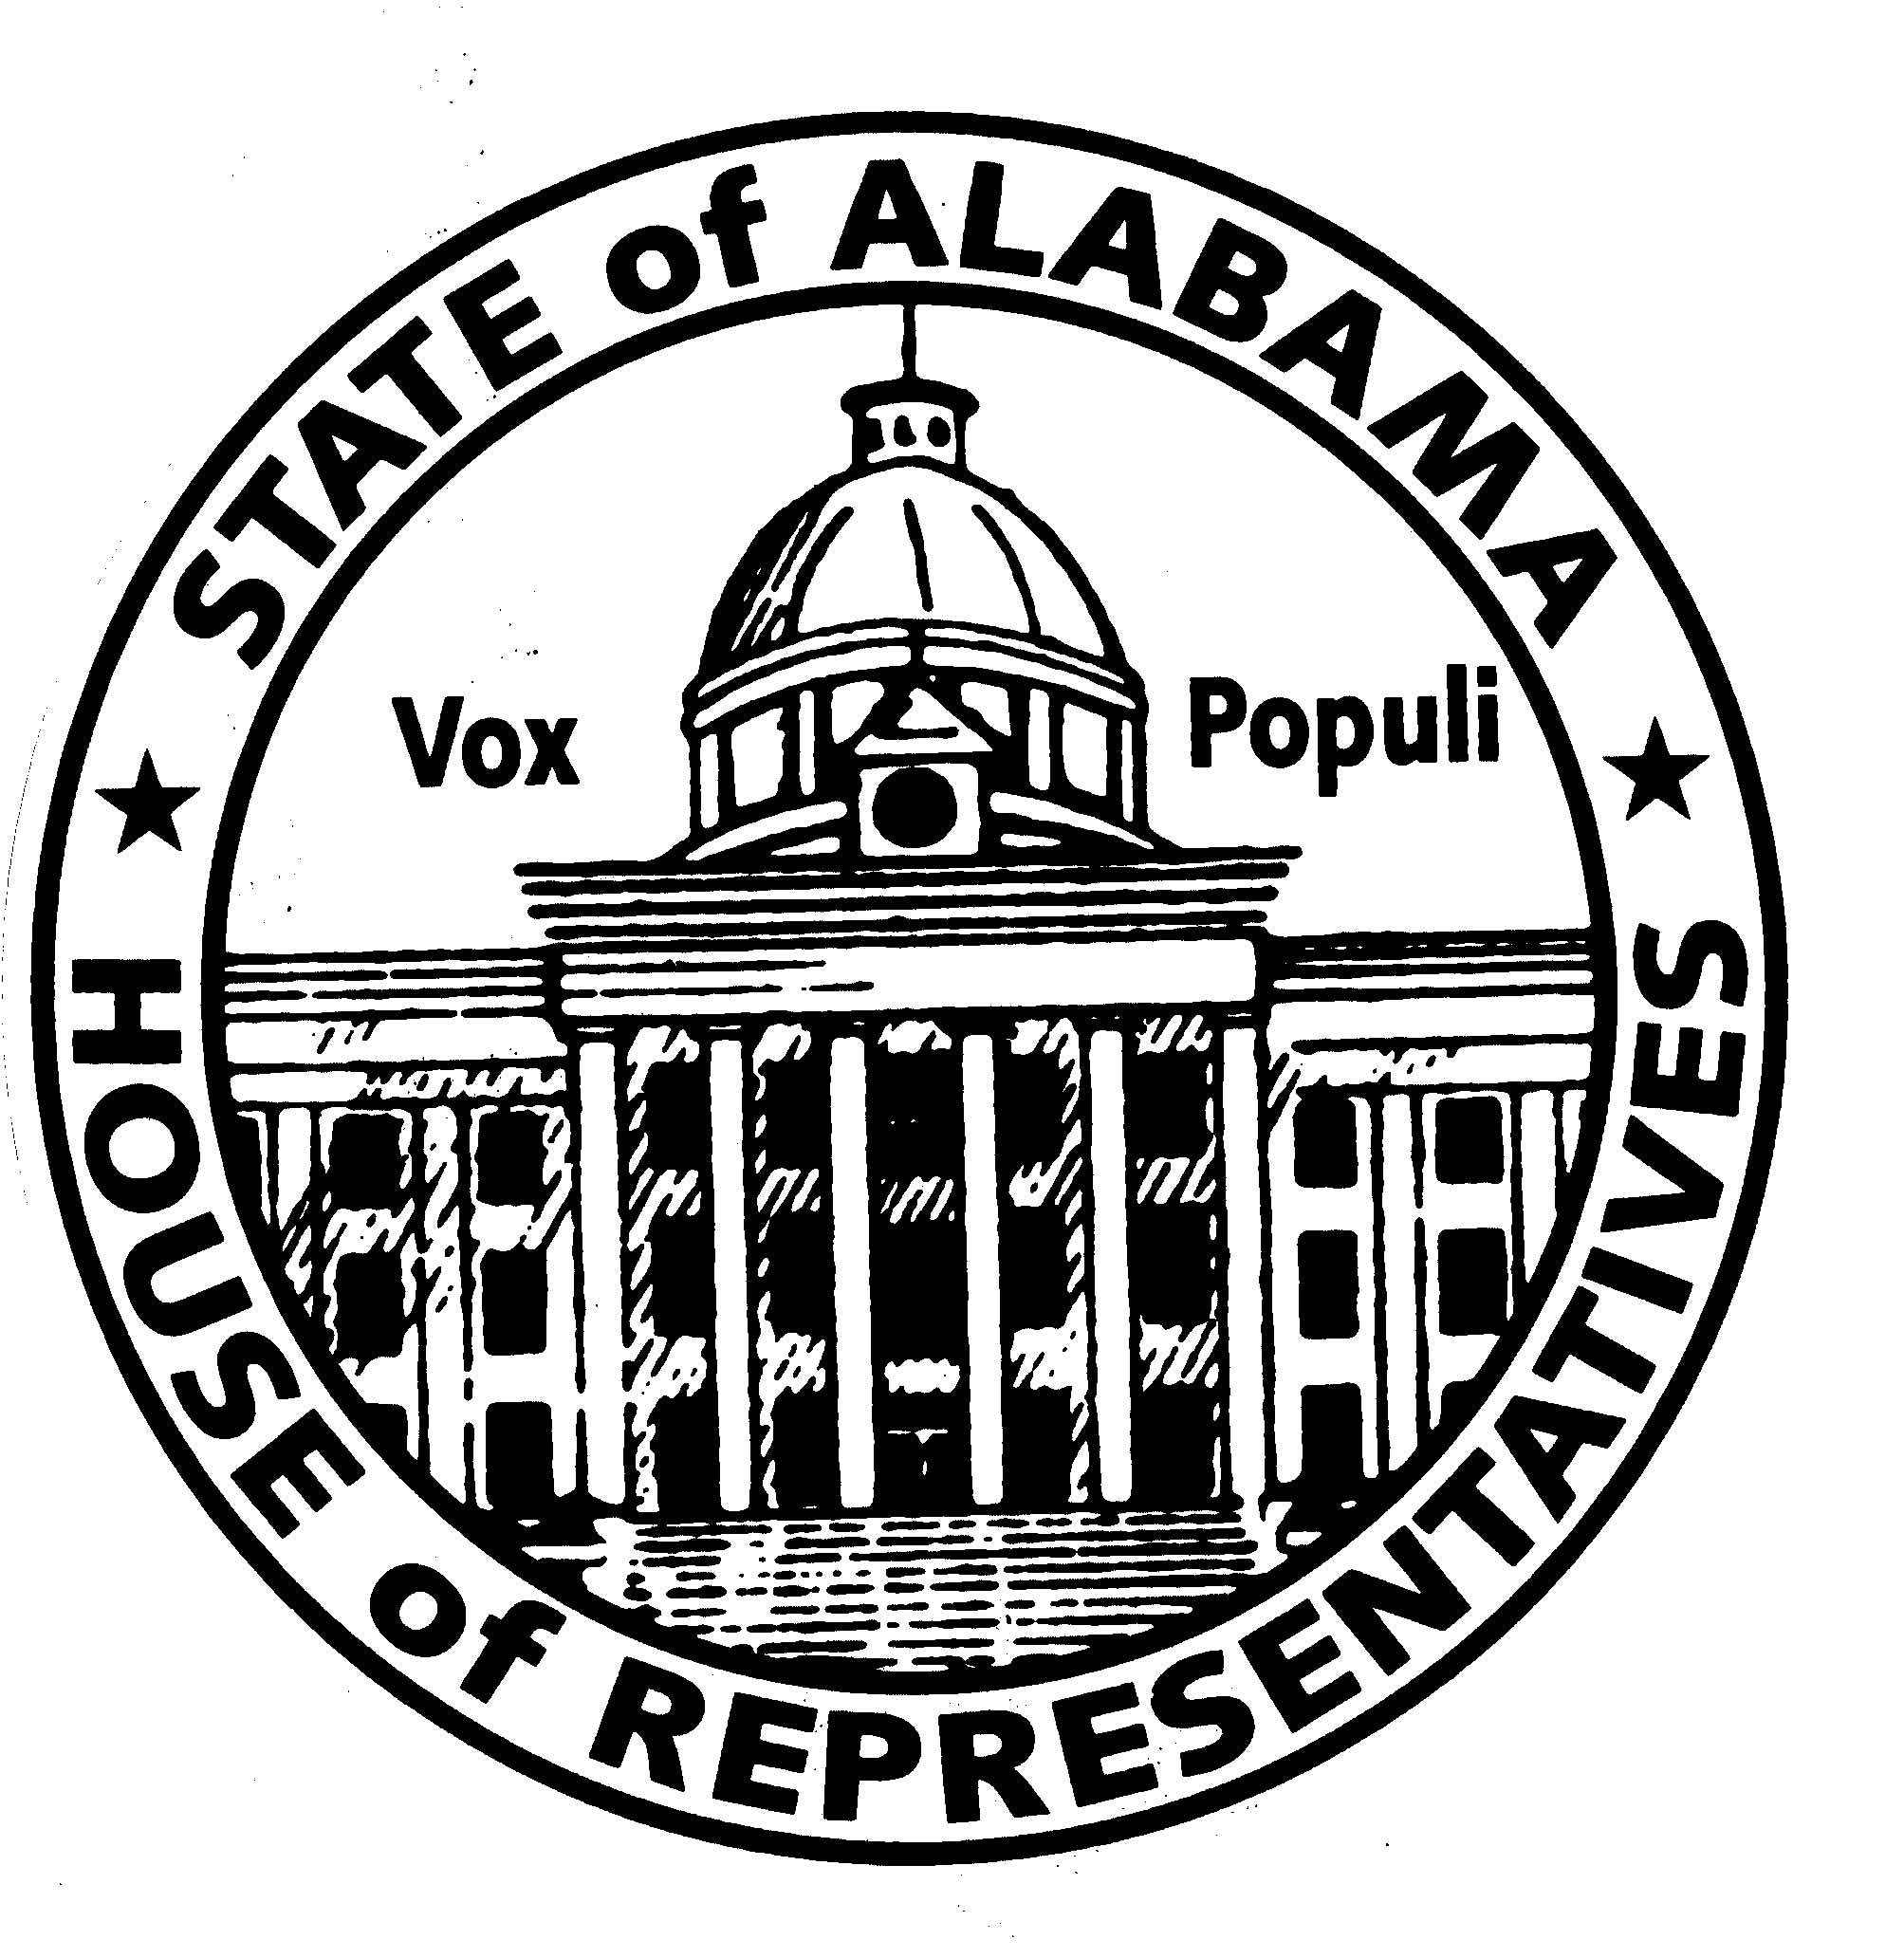 STATE of ALABAMA
Vox Populi
HOUSE of REPRESENTATIVES